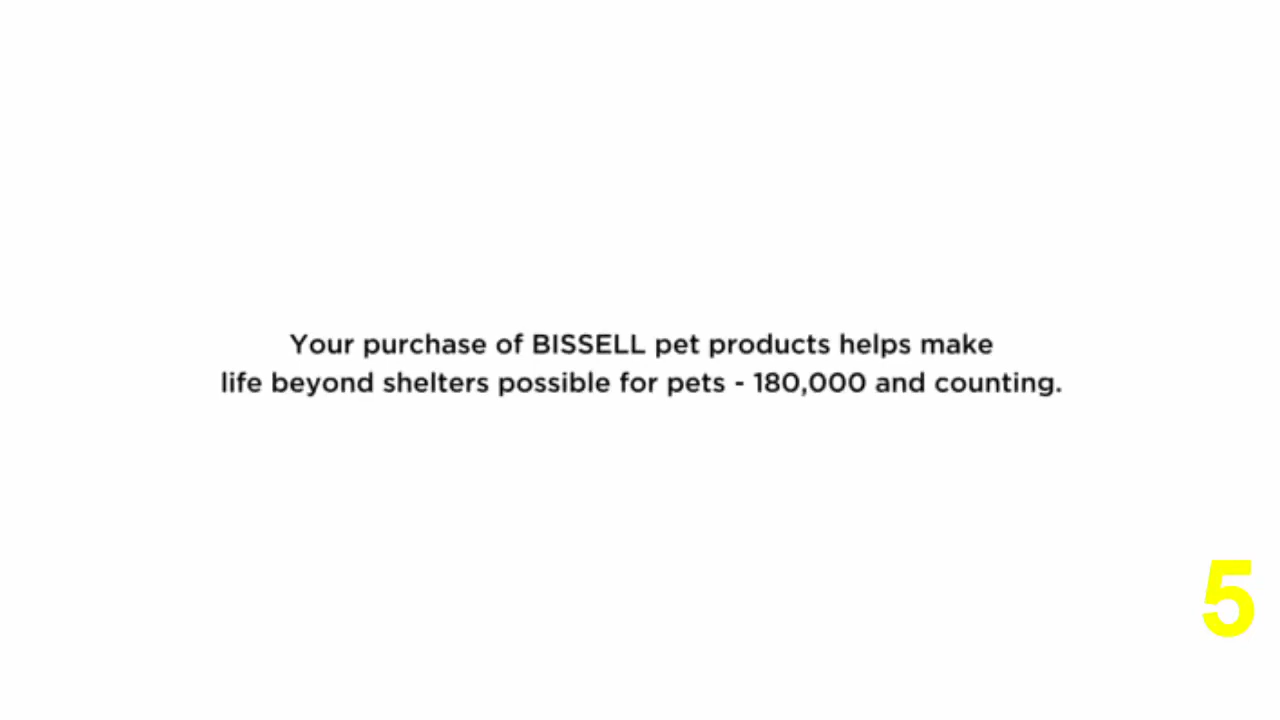 Your purchase of BISSELL pet products helps make
life beyond shelters possible for pets - 180,000 and counting.
5